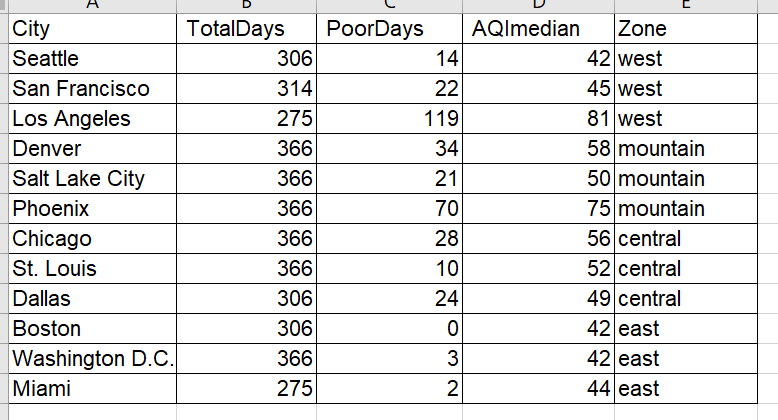 A B C D E
City TotalDays PoorDays AQImedian Zone
Seattle 306 14 42 west
San Francisco 314 22 45 west
Los Angeles 275 119 81 west
Denver 366 34 58 mountain
Salt Lake City 366 21 50 mountain
Phoenix 366 70 75 mountain
Chicago 366 28 56 central
St. Louis 366 10 52 central
Dallas 306 24 49 central
Boston 306 0 42 east
Washington D.C. 366 3 42 east
Miami 275 2 44 east